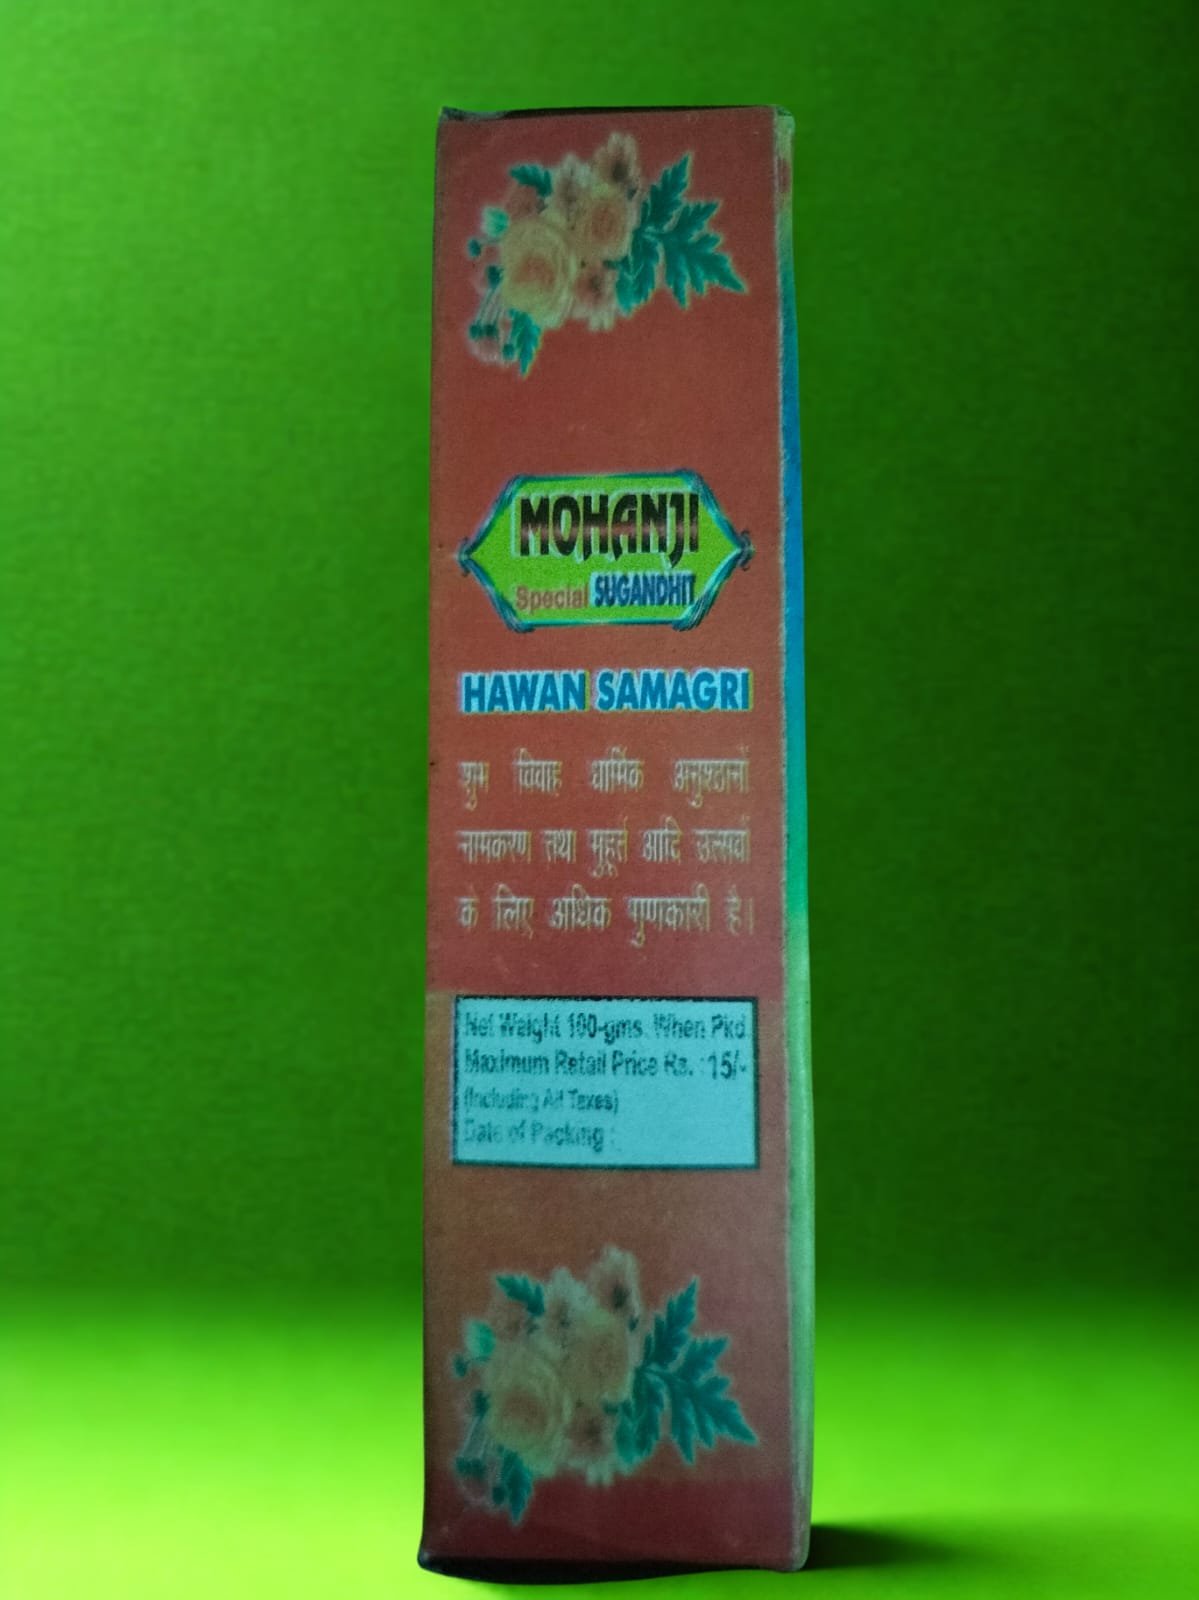 MOHANJI
Special SUGANDHIT
HAWAN SAMAGRI
शुभ विवाह धार्मिक अनुश्ठानों
नामकरण तथा मुहूर्त आदि उत्सवों
के लिए अधिक गुणकारी है।
Net Weight 100-gms. When Pkd
Maximum Retail Price Rs. : 15/-
(Including All Taxes)
Date of Packing :